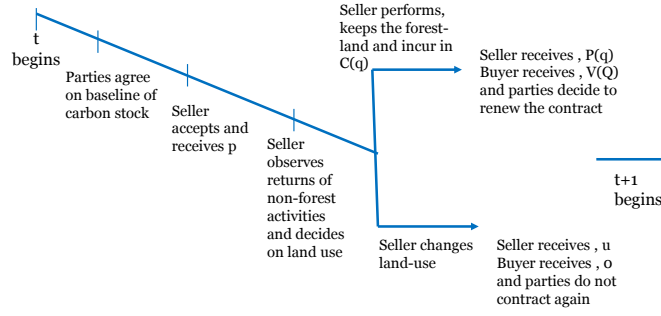 t
begins
Parties agree
on baseline of
carbon stock
Seller
accepts and
receives p
Seller
observes
returns of
non-forest
activities
and decides
on land use
Seller performs,
keeps the forest-
land and incur in
C(q)
Seller receives , P(q)
Buyer receives , V(Q)
and parties decide to
renew the contract
Seller changes
land-use
Seller receives , u
Buyer receives , 0
and parties do not
contract again
t+1
begins